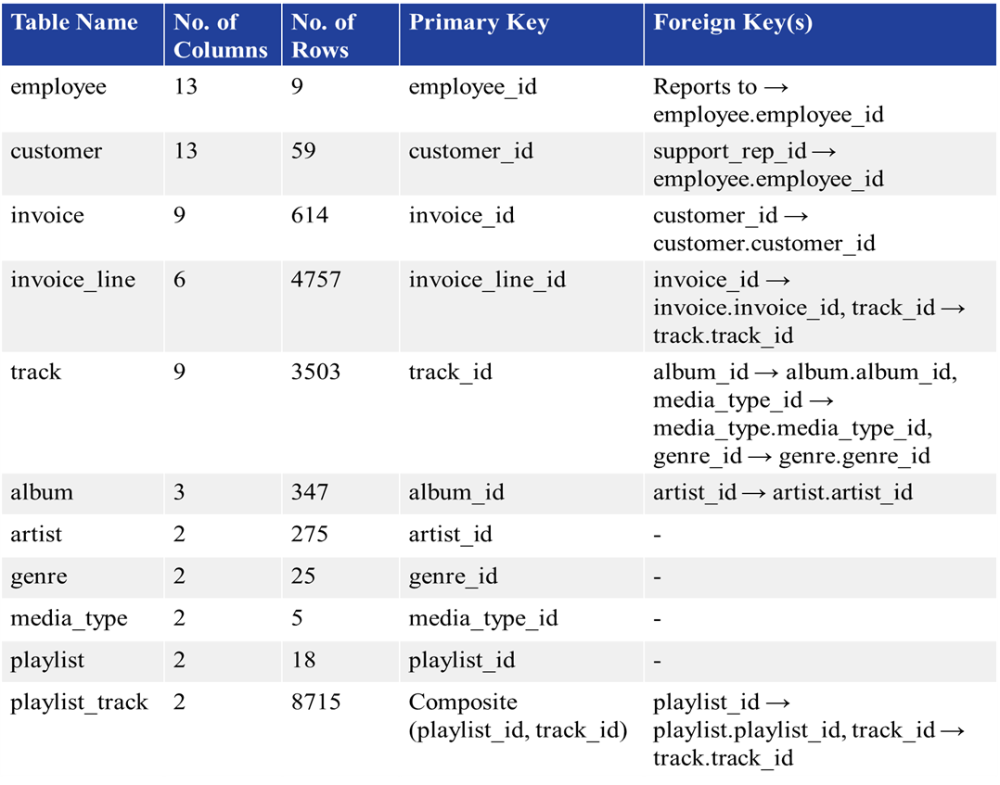 Table Name No. of Columns No. of Rows Primary Key Foreign Key(s)
employee 13 9 employee_id Reports to →
employee.employee_id
customer 13 59 customer_id support_rep_id →
employee.employee_id
invoice 9 614 invoice_id customer_id →
customer.customer_id
invoice_line 6 4757 invoice_line_id invoice_id →
invoice.invoice_id, track_id →
track.track_id
track 9 3503 track_id album_id → album.album_id,
media_type_id →
media_type.media_type_id,
genre_id → genre.genre_id
album 3 347 album_id artist_id → artist.artist_id
artist 2 275 artist_id -
genre 2 25 genre_id -
media_type 2 5 media_type_id -
playlist 2 18 playlist_id -
playlist_track 2 8715 Composite playlist_id →
(playlist_id, track_id) playlist.playlist_id, track_id →
track.track_id